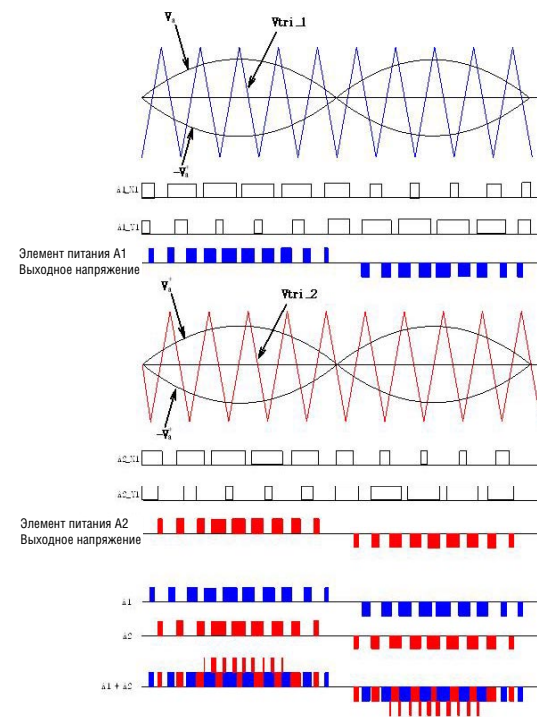 Vₐ Vtri_1
-Vₐ
A1_X1
A1_Y1
Элемент питания A1
Выходное напряжение
Vₐ Vtri_2
-Vₐ
A2_X1
A2_Y1
Элемент питания A2
Выходное напряжение
A1
A2
A1 + A2